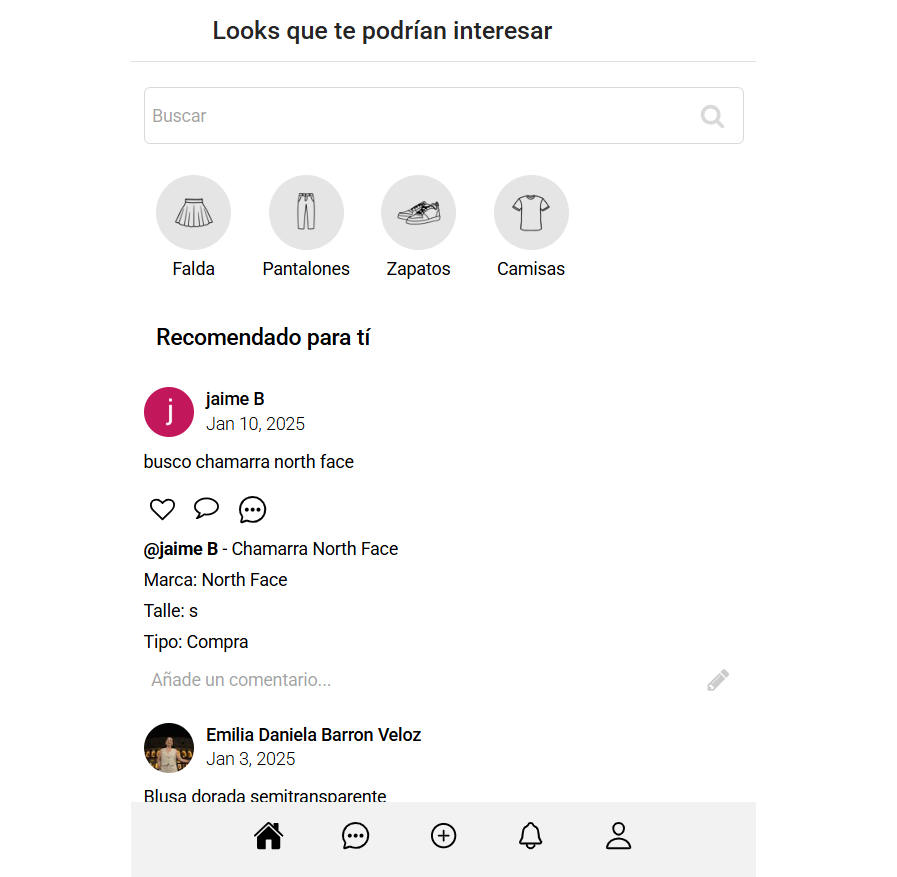 Looks que te podrían interesar
Buscar
Falda
Pantalones
Zapatos
Camisas
Recomendado para tí
j
jaime B
Jan 10, 2025
busco chamarra north face
@jaime B - Chamarra North Face
Marca: North Face
Talle: s
Tipo: Compra
Añade un comentario...
Emilia Daniela Barron Veloz
Jan 3, 2025
Blusa dorada semitransparente